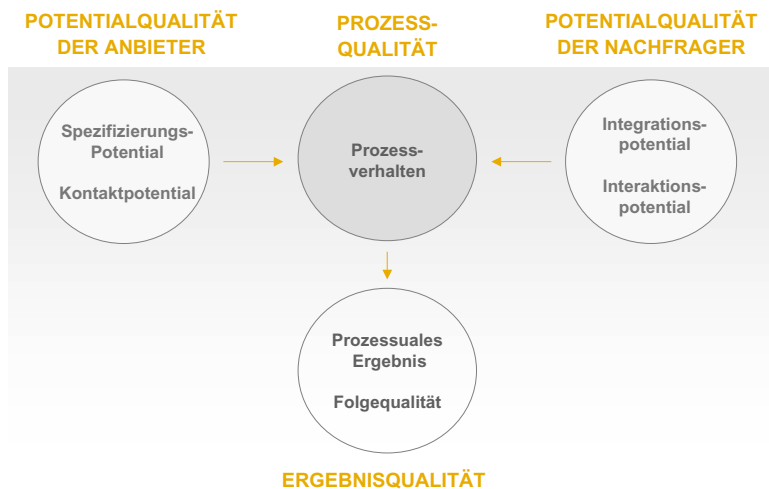 POTENTIALQUALITÄT
DER ANBIETER
PROZESS-
QUALITÄT
POTENTIALQUALITÄT
DER NACHFRAGER
Spezifizierungs-
Potential
Kontaktpotential
Prozess-
verhalten
Integrations-
potential
Interaktions-
potential
Prozessuales
Ergebnis
Folgequalität
ERGEBNISQUALITÄT